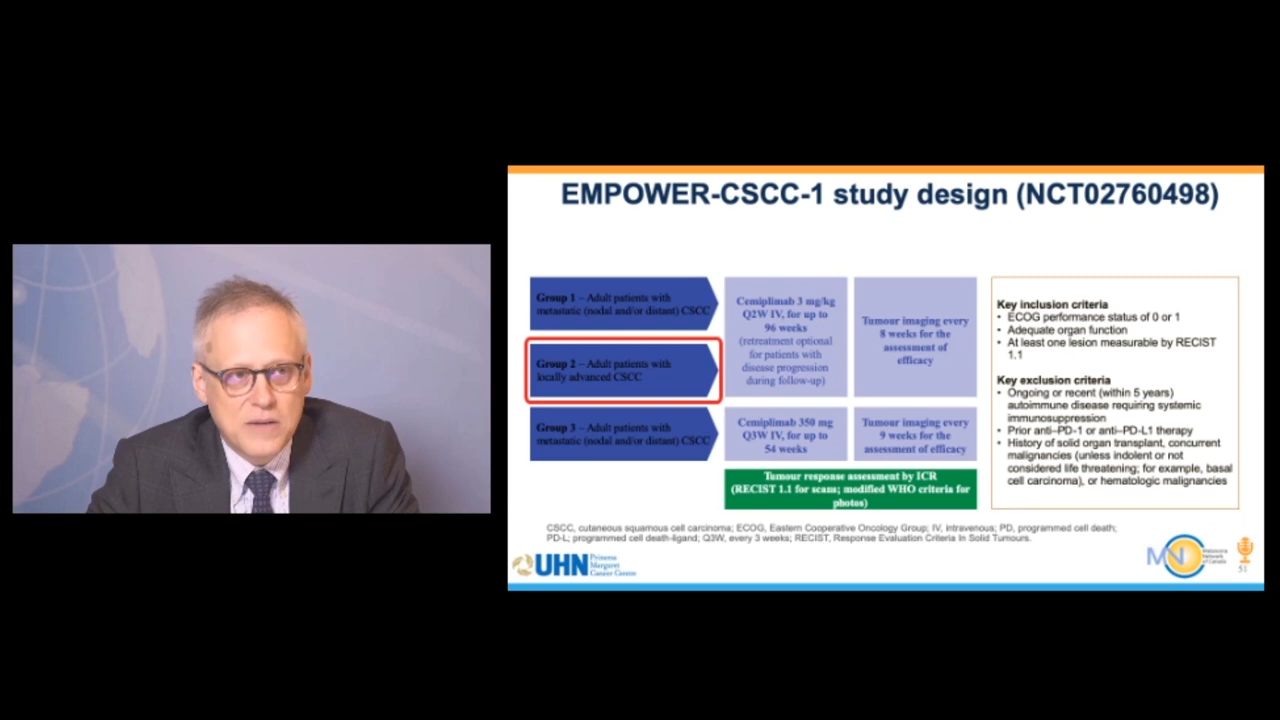 EMPOWER-CSCC-1 study design (NCT02760498)
Group 1 – Adult patients with
metastatic (nodal and/or distant) CSCC
Group 2 – Adult patients with
locally advanced CSCC
Group 3 – Adult patients with
metastatic (nodal and/or distant) CSCC
Cemiplimab 3 mg/kg
Q2W IV, for up to
96 weeks
(retreatment optional
for patients with
disease progression
during follow-up)
Tumour imaging every
8 weeks for the
assessment of
efficacy
Cemiplimab 350 mg
Q3W IV, for up to
54 weeks
Tumour imaging every
9 weeks for the
assessment of efficacy
Tumour response assessment by ICR
(RECIST 1.1 for scans; modified WHO criteria for
photos)
Key inclusion criteria
• ECOG performance status of 0 or 1
• Adequate organ function
• At least one lesion measurable by RECIST
1.1
Key exclusion criteria
• Ongoing or recent (within 5 years)
autoimmune disease requiring systemic
immunosuppression
• Prior anti–PD-1 or anti–PD-L1 therapy
• History of solid organ transplant, concurrent
malignancies (unless indolent or not
considered life threatening; for example, basal
cell carcinoma), or hematologic malignancies
CSCC, cutaneous squamous cell carcinoma; ECOG, Eastern Cooperative Oncology Group; IV, intravenous; PD, programmed cell death;
PD-L; programmed cell death-ligand; Q3W, every 3 weeks; RECIST, Response Evaluation Criteria In Solid Tumours.
UHN
Princess
Margaret
Cancer Centre
MNC
Melanoma
Network
of Canada
51